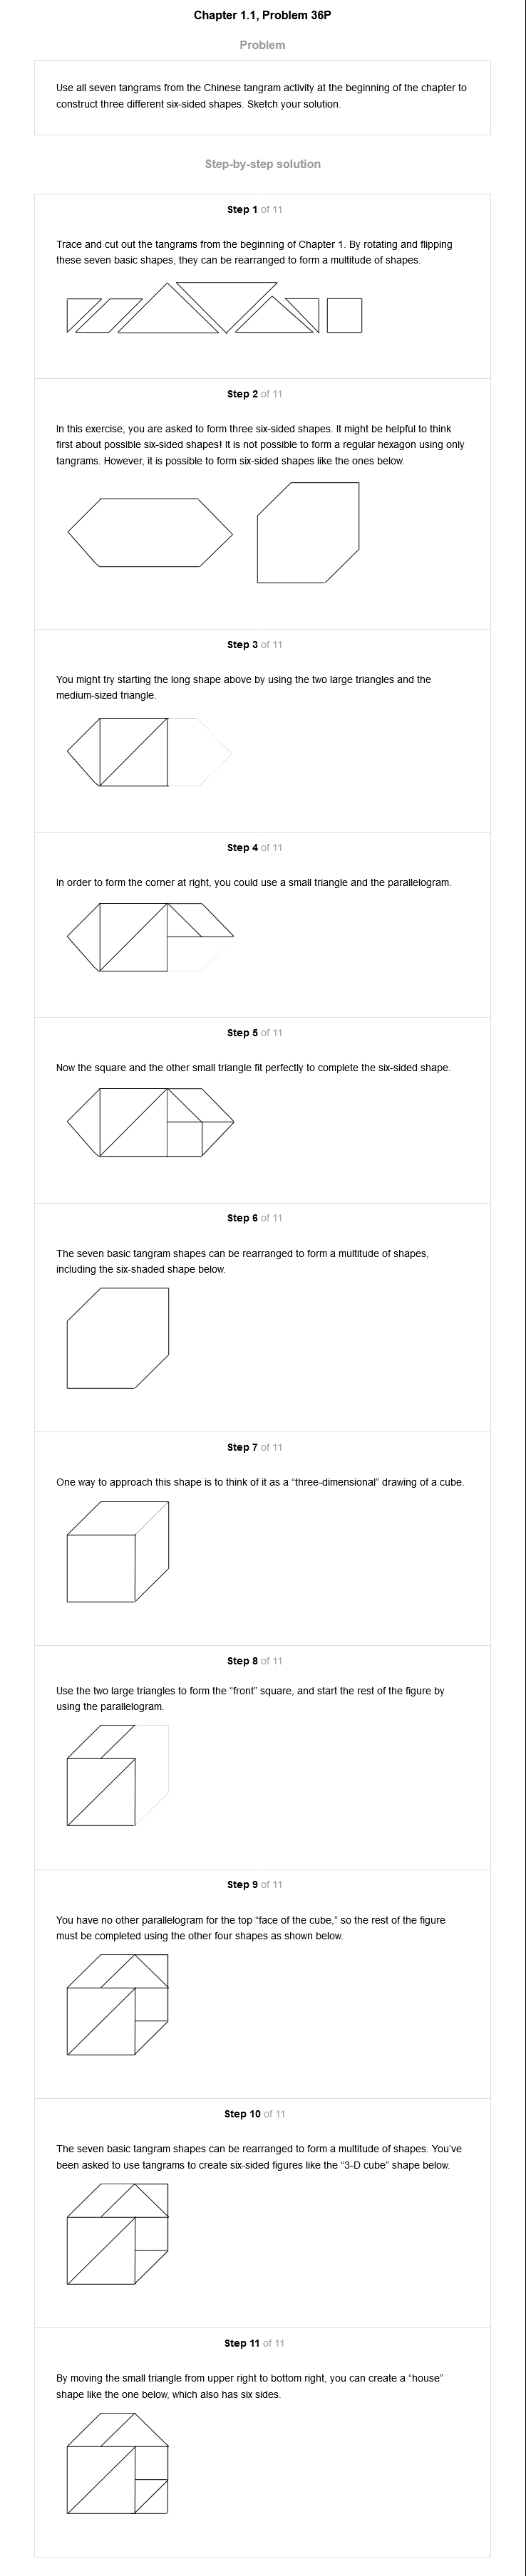 Chapter 1.1, Problem 36P
Problem
Use all seven tangrams from the Chinese tangram activity at the beginning of the chapter to
construct three different six-sided shapes. Sketch your solution.
Step-by-step solution
Step 1 of 11
Trace and cut out the tangrams from the beginning of Chapter 1. By rotating and flipping
these seven basic shapes, they can be rearranged to form a multitude of shapes.
Step 2 of 11
In this exercise, you are asked to form three six-sided shapes. It might be helpful to think
first about possible six-sided shapes! It is not possible to form a regular hexagon using only
tangrams. However, it is possible to form six-sided shapes like the ones below.
Step 3 of 11
You might try starting the long shape above by using the two large triangles and the
medium-sized triangle.
Step 4 of 11
In order to form the corner at right, you could use a small triangle and the parallelogram.
Step 5 of 11
Now the square and the other small triangle fit perfectly to complete the six-sided shape.
Step 6 of 11
The seven basic tangram shapes can be rearranged to form a multitude of shapes,
including the six-shaded shape below.
Step 7 of 11
One way to approach this shape is to think of it as a “three-dimensional” drawing of a cube.
Step 8 of 11
Use the two large triangles to form the “front” square, and start the rest of the figure by
using the parallelogram.
Step 9 of 11
You have no other parallelogram for the top “face of the cube,” so the rest of the figure
must be completed using the other four shapes as shown below.
Step 10 of 11
The seven basic tangram shapes can be rearranged to form a multitude of shapes. You’ve
been asked to use tangrams to create six-sided figures like the “3-D cube” shape below.
Step 11 of 11
By moving the small triangle from upper right to bottom right, you can create a “house”
shape like the one below, which also has six sides.